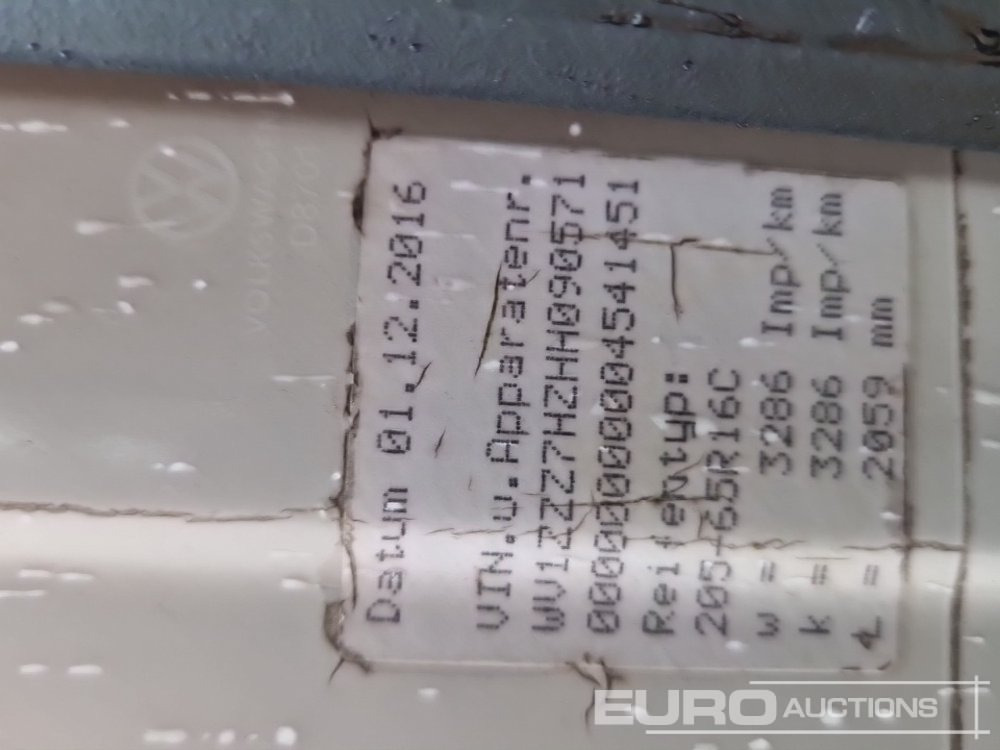 VOLKSWAGEN
Datum 01.12.2016
VIN.u.Apparatenr.
WV1ZZZ7HZHH090571
0000000004541451
Reifentyp:
205-65R16C
w = 3286 Imp/km
k = 3286 Imp/km
= 2059 mm
EURO AUCTIONS